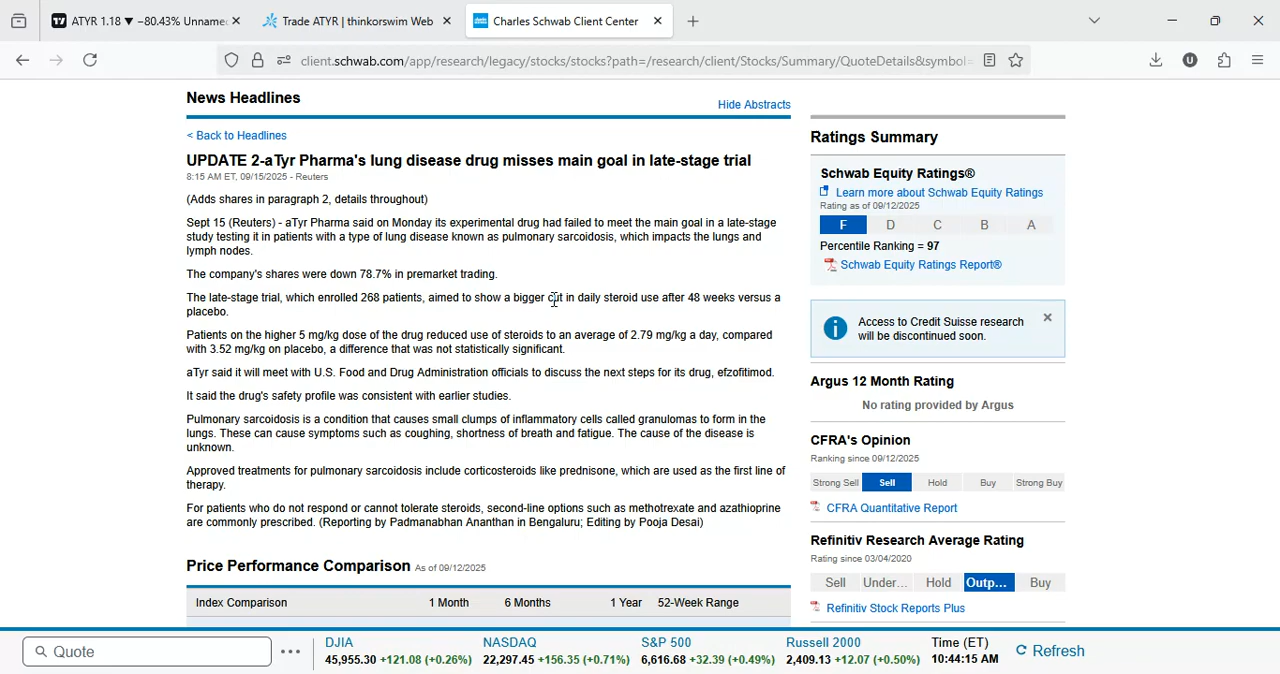 ATYR 1.18 ▼ −80.43% Unname
Trade ATYR | thinkorswim Web
Charles Schwab Client Center
client.schwab.com/app/research/legacy/stocks/stocks?path=/research/client/Stocks/Summary/QuoteDetails&symbol=
News Headlines
Hide Abstracts
< Back to Headlines
UPDATE 2-aTyr Pharma's lung disease drug misses main goal in late-stage trial
8:15 AM ET, 09/15/2025 - Reuters
(Adds shares in paragraph 2, details throughout)
Sept 15 (Reuters) - aTyr Pharma said on Monday its experimental drug had failed to meet the main goal in a late-stage
study testing it in patients with a type of lung disease known as pulmonary sarcoidosis, which impacts the lungs and
lymph nodes.
The company's shares were down 78.7% in premarket trading.
The late-stage trial, which enrolled 268 patients, aimed to show a bigger cut in daily steroid use after 48 weeks versus a
placebo.
Patients on the higher 5 mg/kg dose of the drug reduced use of steroids to an average of 2.79 mg/kg a day, compared
with 3.52 mg/kg on placebo, a difference that was not statistically significant.
aTyr said it will meet with U.S. Food and Drug Administration officials to discuss the next steps for its drug, efzofitimod.
It said the drug's safety profile was consistent with earlier studies.
Pulmonary sarcoidosis is a condition that causes small clumps of inflammatory cells called granulomas to form in the
lungs. These can cause symptoms such as coughing, shortness of breath and fatigue. The cause of the disease is
unknown.
Approved treatments for pulmonary sarcoidosis include corticosteroids like prednisone, which are used as the first line of
therapy.
For patients who do not respond or cannot tolerate steroids, second-line options such as methotrexate and azathioprine
are commonly prescribed. (Reporting by Padmanabhan Ananthan in Bengaluru; Editing by Pooja Desai)
Price Performance Comparison As of 09/12/2025
Index Comparison 1 Month 6 Months 1 Year 52-Week Range
Ratings Summary
Schwab Equity Ratings®
Learn more about Schwab Equity Ratings
Rating as of 09/12/2025
F D C B A
Percentile Ranking = 97
Schwab Equity Ratings Report®
Access to Credit Suisse research
will be discontinued soon.
Argus 12 Month Rating
No rating provided by Argus
CFRA's Opinion
Ranking since 09/12/2025
Strong Sell Sell Hold Buy Strong Buy
CFRA Quantitative Report
Refinitiv Research Average Rating
Rating since 03/04/2020
Sell Under... Hold Outp... Buy
Refinitiv Stock Reports Plus
Quote
DJIA NASDAQ S&P 500 Russell 2000 Time (ET)
45,955.30 +121.08 (+0.26%) 22,297.45 +156.35 (+0.71%) 6,616.68 +32.39 (+0.49%) 2,409.13 +12.07 (+0.50%) 10:44:15 AM
Refresh